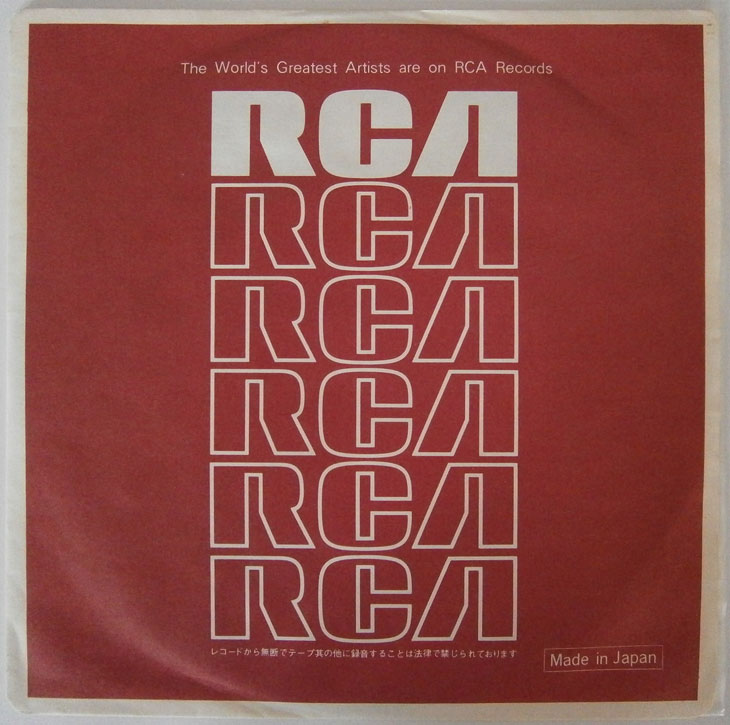 The World's Greatest Artists are on RCA Records
RCA
RCA
RCA
RCA
RCA
RCA
レコードから無断でテープ其の他に録音することは法律で禁じられております
Made in Japan